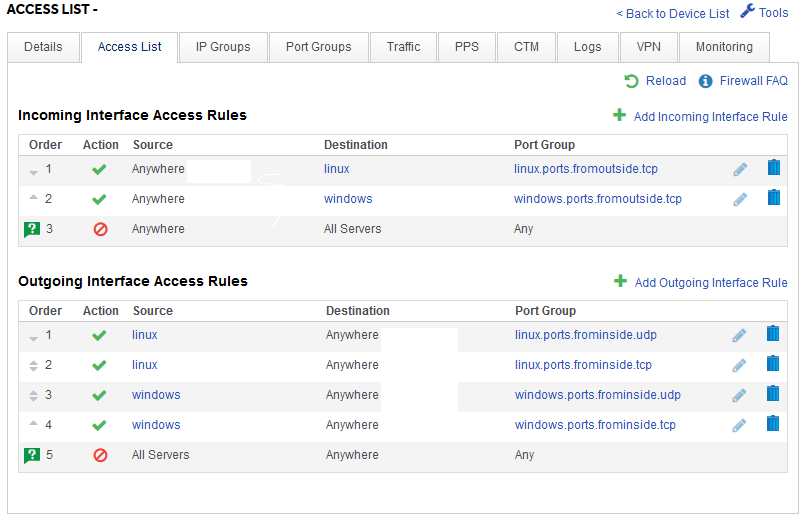 ACCESS LIST -
< Back to Device List Tools
Details Access List IP Groups Port Groups Traffic PPS CTM Logs VPN Monitoring
Reload Firewall FAQ
Incoming Interface Access Rules
Add Incoming Interface Rule
Order Action Source Destination Port Group
1 Anywhere linux linux.ports.fromoutside.tcp
2 Anywhere windows windows.ports.fromoutside.tcp
? 3 Anywhere All Servers Any
Outgoing Interface Access Rules
Add Outgoing Interface Rule
Order Action Source Destination Port Group
1 linux Anywhere linux.ports.frominside.udp
2 linux Anywhere linux.ports.frominside.tcp
3 windows Anywhere windows.ports.frominside.udp
4 windows Anywhere windows.ports.frominside.tcp
? 5 All Servers Anywhere Any